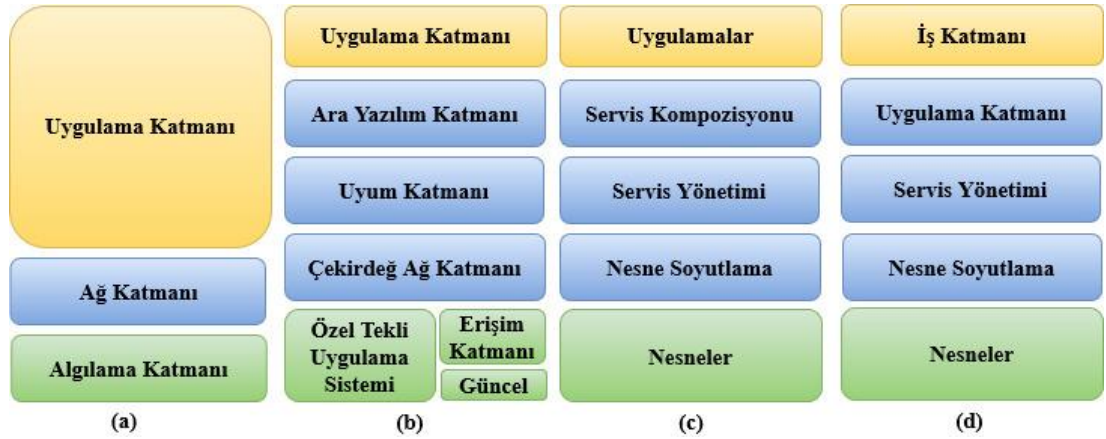 Uygulama Katmanı
Ağ Katmanı
Algılama Katmanı
(a)
Uygulama Katmanı
Ara Yazılım Katmanı
Uyum Katmanı
Çekirdeğ Ağ Katmanı
Özel Tekli
Uygulama
Sistemi
Erişim
Katmanı
Güncel
(b)
Uygulamalar
Servis Kompozisyonu
Servis Yönetimi
Nesne Soyutlama
Nesneler
(c)
İş Katmanı
Uygulama Katmanı
Servis Yönetimi
Nesne Soyutlama
Nesneler
(d)